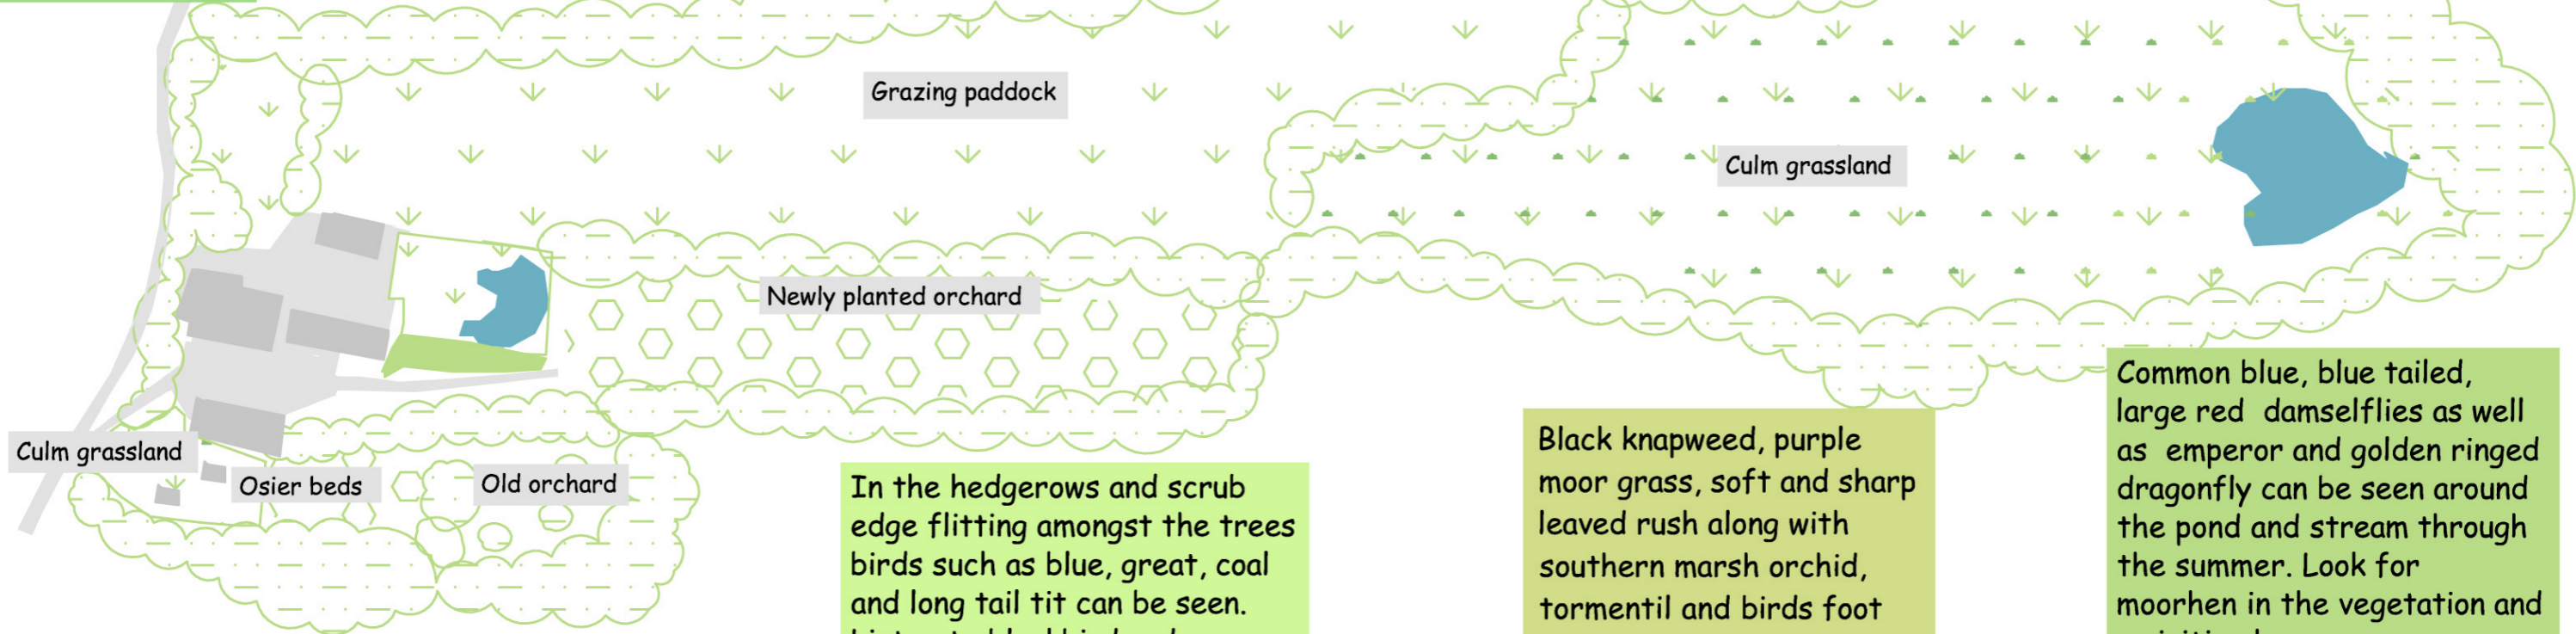 Grazing paddock
Culm grassland
Newly planted orchard
Culm grassland
Osier beds
Old orchard
In the hedgerows and scrub
edge flitting amongst the trees
birds such as blue, great, coal
and long tail tit can be seen.
Black knapweed, purple
moor grass, soft and sharp
leaved rush along with
southern marsh orchid,
tormentil and birds foot
Common blue, blue tailed,
large red damselflies as well
as emperor and golden ringed
dragonfly can be seen around
the pond and stream through
the summer. Look for
moorhen in the vegetation and